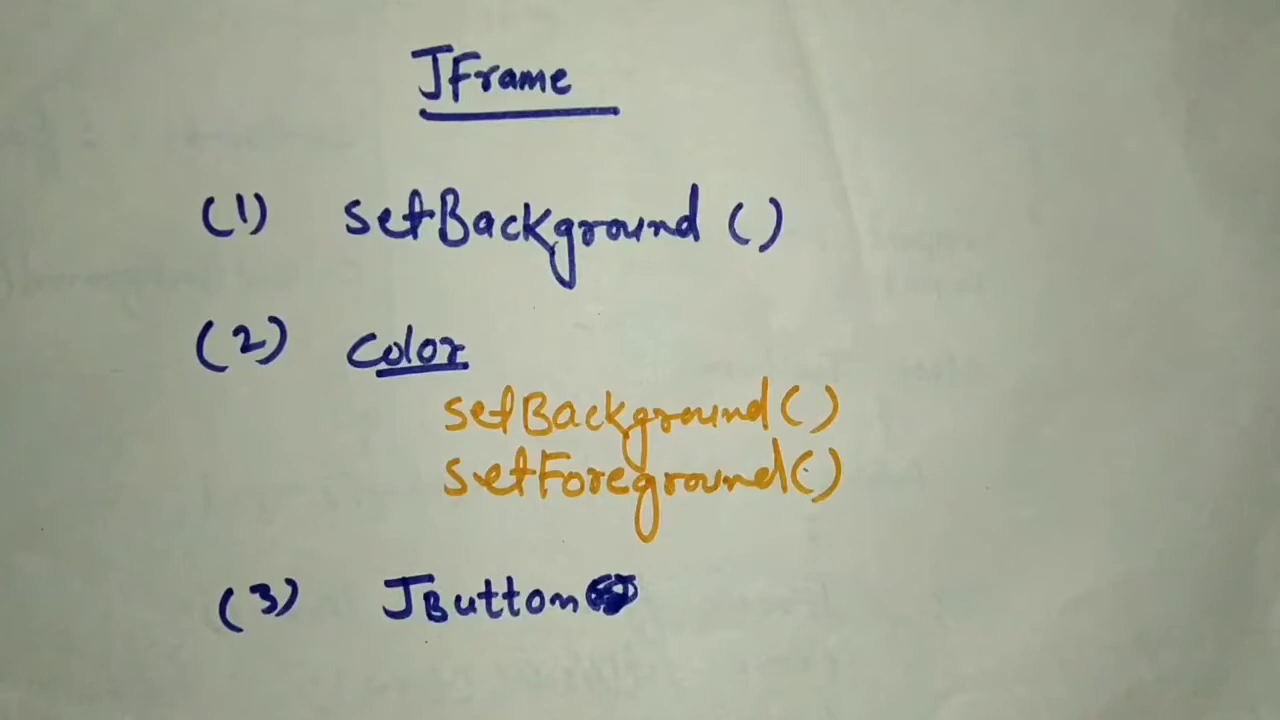 JFrame
(1) setBackground ()
(2) Color
setBackground()
setForeground()
(3) JButton